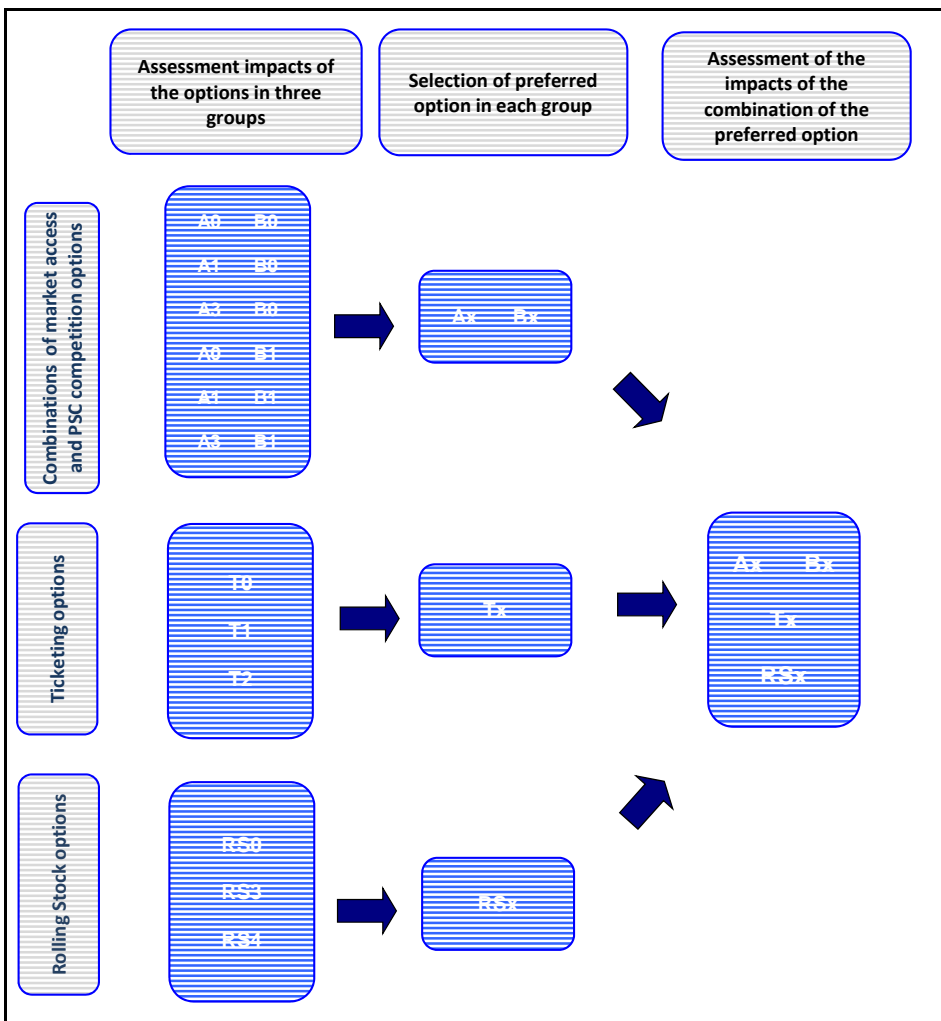 Assessment impacts of
the options in three
groups
Selection of preferred
option in each group
Assessment of the
impacts of the
combination of the
preferred option
Combinations of market access
and PSC competition options
A0 B0
A1 B0
A3 B0
A0 B1
A1 B1
A3 B1
Ax Bx
Ticketing options
T0
T1
T2
Tx
Ax Bx
Tx
RSx
Rolling Stock options
RS0
RS3
RS4
RSx